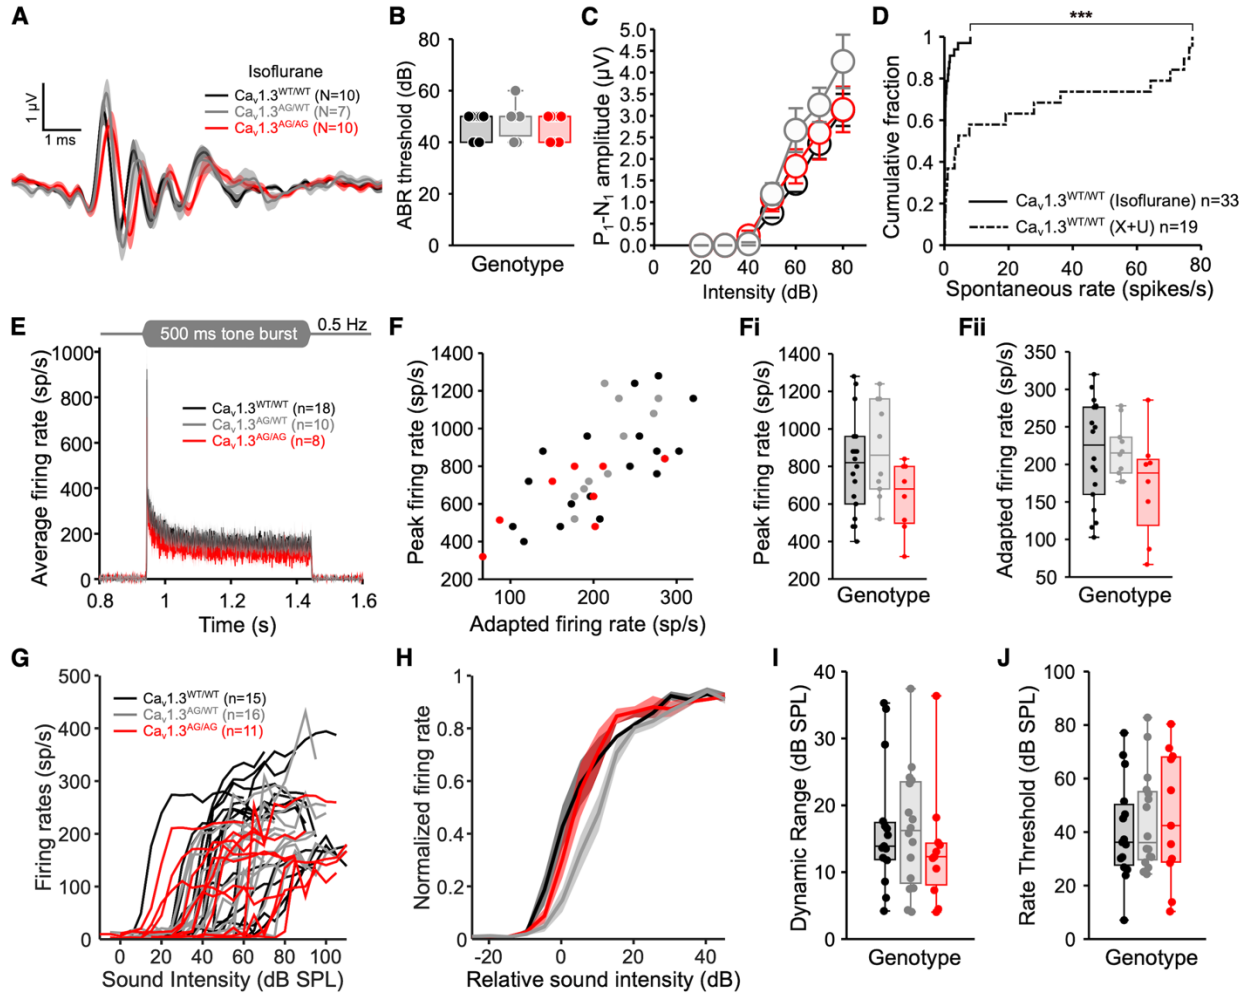 A
Isoflurane
Cav1.3WT/WT (N=10)
Cav1.3AG/WT (N=7)
Cav1.3AG/AG (N=10)
1 µV
1 ms
B
ABR threshold (dB)
80
60
40
20
0
Genotype
C
P1-N1 amplitude (µV)
5.0
4.5
4.0
3.5
3.0
2.5
2.0
1.5
1.0
0.5
0.0
0 20 40 60 80
Intensity (dB)
D
***
Cumulative fraction
1
0.8
0.6
0.4
0.2
Cav1.3WT/WT (Isoflurane) n=33
Cav1.3WT/WT (X+U) n=19
0 20 40 60 80
Spontaneous rate (spikes/s)
E
500 ms tone burst
0.5 Hz
Average firing rate (sp/s)
1000
800
600
400
200
0
Cav1.3WT/WT (n=18)
Cav1.3AG/WT (n=10)
Cav1.3AG/AG (n=8)
0.8 1 1.2 1.4 1.6
Time (s)
F
Peak firing rate (sp/s)
1400
1200
1000
800
600
400
200
100 200 300
Adapted firing rate (sp/s)
Fi
Peak firing rate (sp/s)
1400
1200
1000
800
600
400
200
Genotype
Fii
Adapted firing rate (sp/s)
350
300
250
200
150
100
50
Genotype
G
Firing rates (sp/s)
500
400
300
200
100
0
Cav1.3WT/WT (n=15)
Cav1.3AG/WT (n=16)
Cav1.3AG/AG (n=11)
0 20 40 60 80 100
Sound Intensity (dB SPL)
H
Normalized firing rate
1
0.8
0.6
0.4
0.2
0
-20 0 20 40
Relative sound intensity (dB)
I
Dynamic Range (dB SPL)
40
30
20
10
0
Genotype
J
Rate Threshold (dB SPL)
100
80
60
40
20
0
Genotype